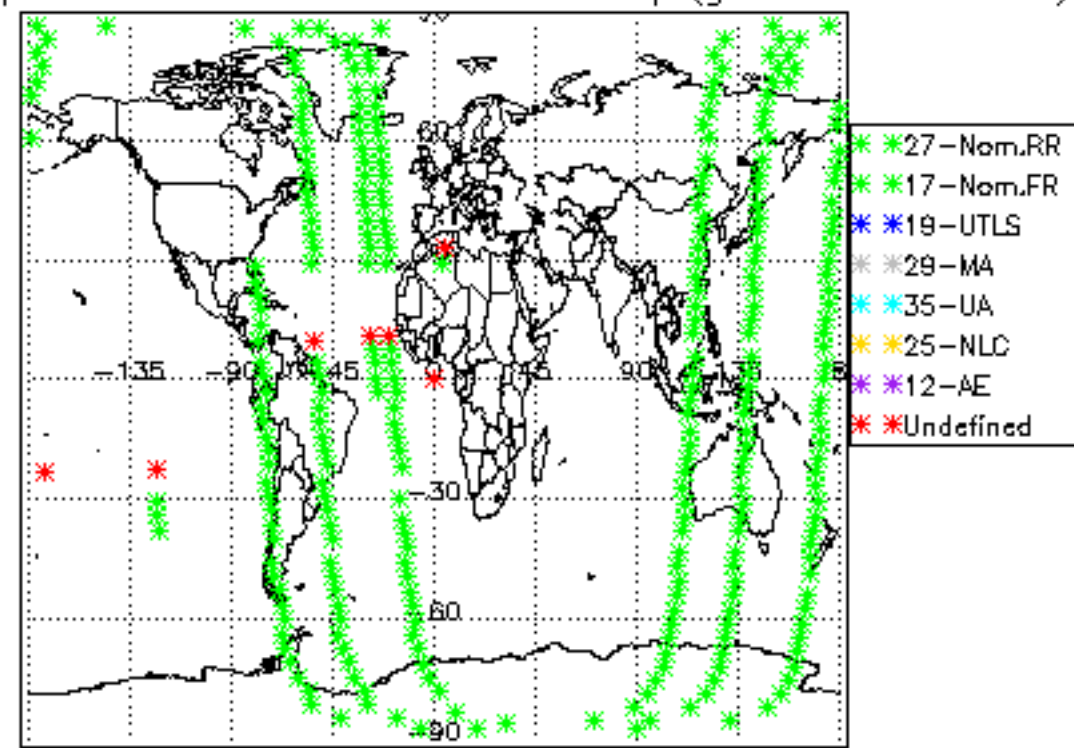 60
-135 -90 -45 45 90
-30
-60
-90
27-Nom.RR
17-Nom.FR
19-UTLS
29-MA
35-UA
25-NLC
12-AE
Undefined